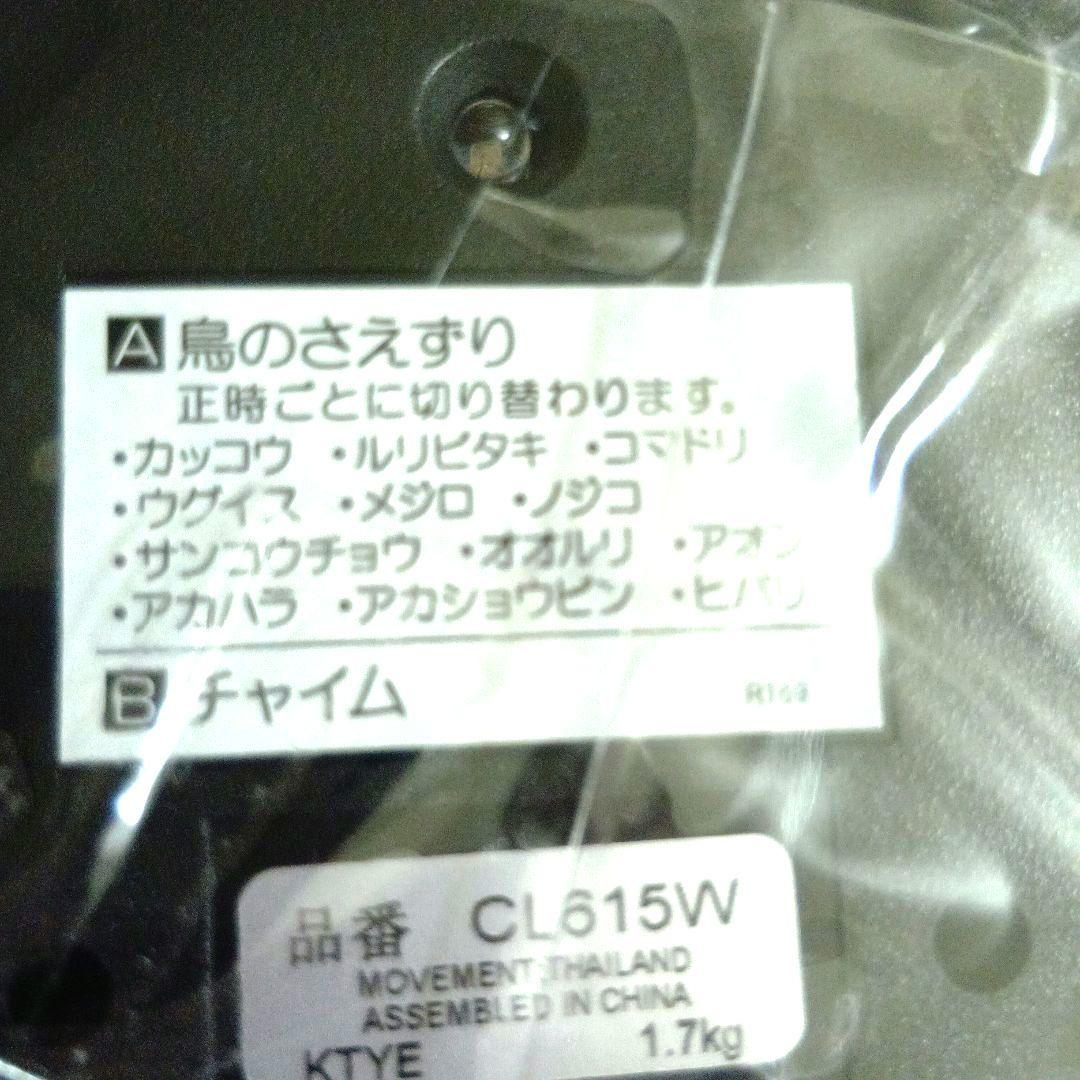 A 鳥のさえずり
正時ごとに切り替わります。
・カッコウ ・ルリビタキ ・コマドリ
・ウグイス ・メジロ ・ノジコ
・サンコウチョウ ・オオルリ
・アカハラ ・アカショウビン ・ヒバリ
B チャイム
品番 CL615W
MOVEMENT:THAILAND
ASSEMBLED IN CHINA
KTYE 1.7kg